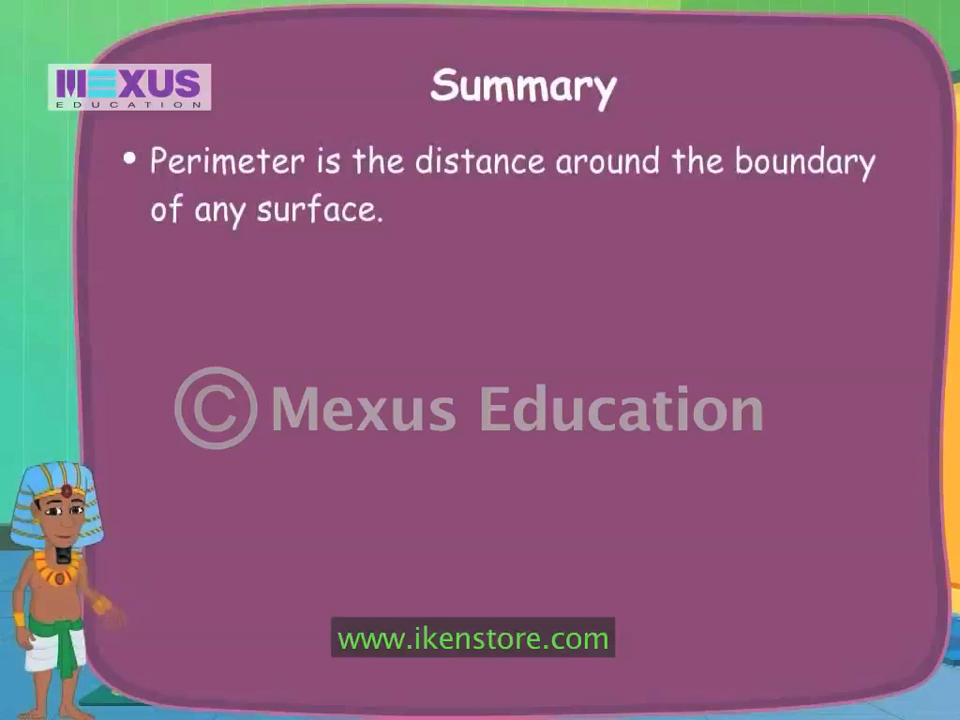 MEXUS
EDUCATION
Summary
• Perimeter is the distance around the boundary
of any surface.
© Mexus Education
www.ikenstore.com